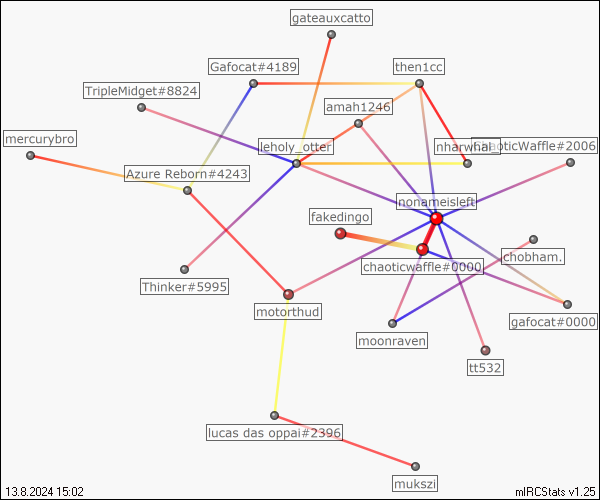 gateauxcatto
Gafocat#4189
then1cc
TripleMidget#8824
amah1246
mercurybro
leholy_otter
nharwhal_
ChaoticWaffle#2006
Azure Reborn#4243
nonameisleft
fakedingo
chaoticwaffle#0000
chobham.
Thinker#5995
motorthud
gafocat#0000
moonraven
tt532
lucas das oppai#2396
mukszi
13.8.2024 15:02
mIRCStats v1.25